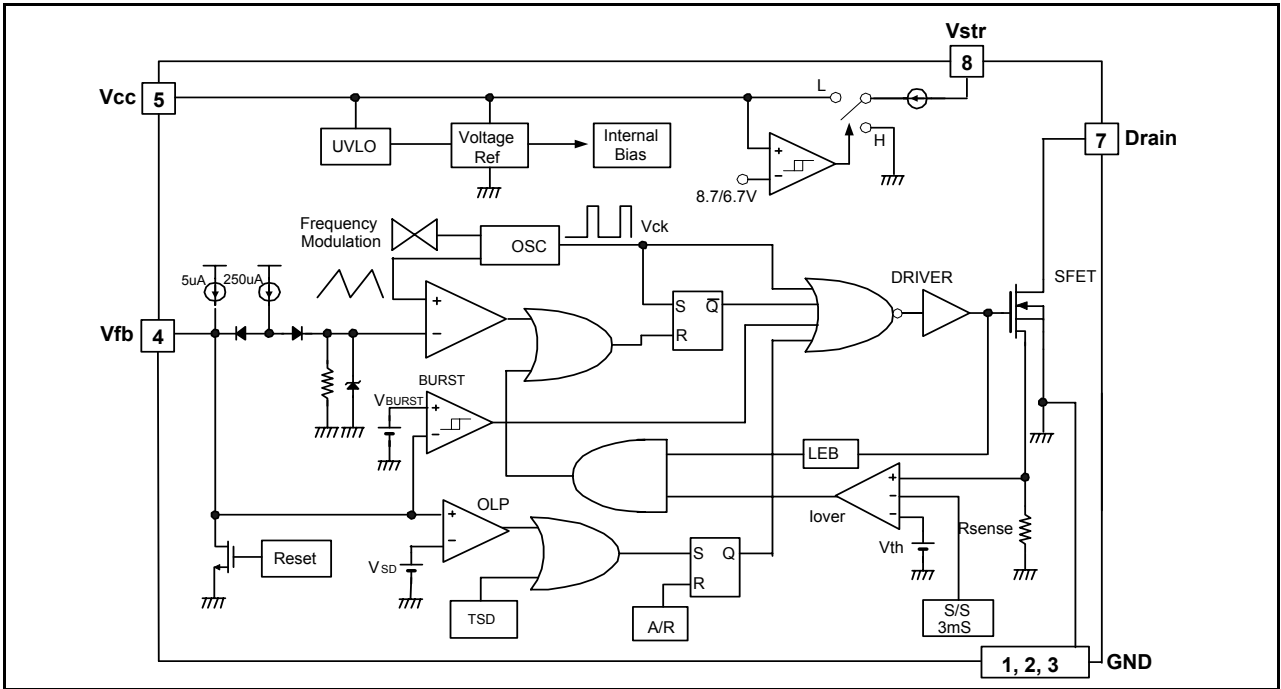 Vstr
8
Vcc
5
L
H
UVLO
Voltage
Ref
Internal
Bias
+
−
8.7/6.7V
7
Drain
Frequency
Modulation
OSC
Vck
5uA
250uA
Vfb
4
+
−
S
Q̅
R
DRIVER
SFET
BURST
VBURST
+
−
LEB
OLP
+
−
VSD
Iover
+
−
−
Vth
Rsense
Reset
TSD
S
Q
R
A/R
S/S
3mS
1, 2, 3
GND